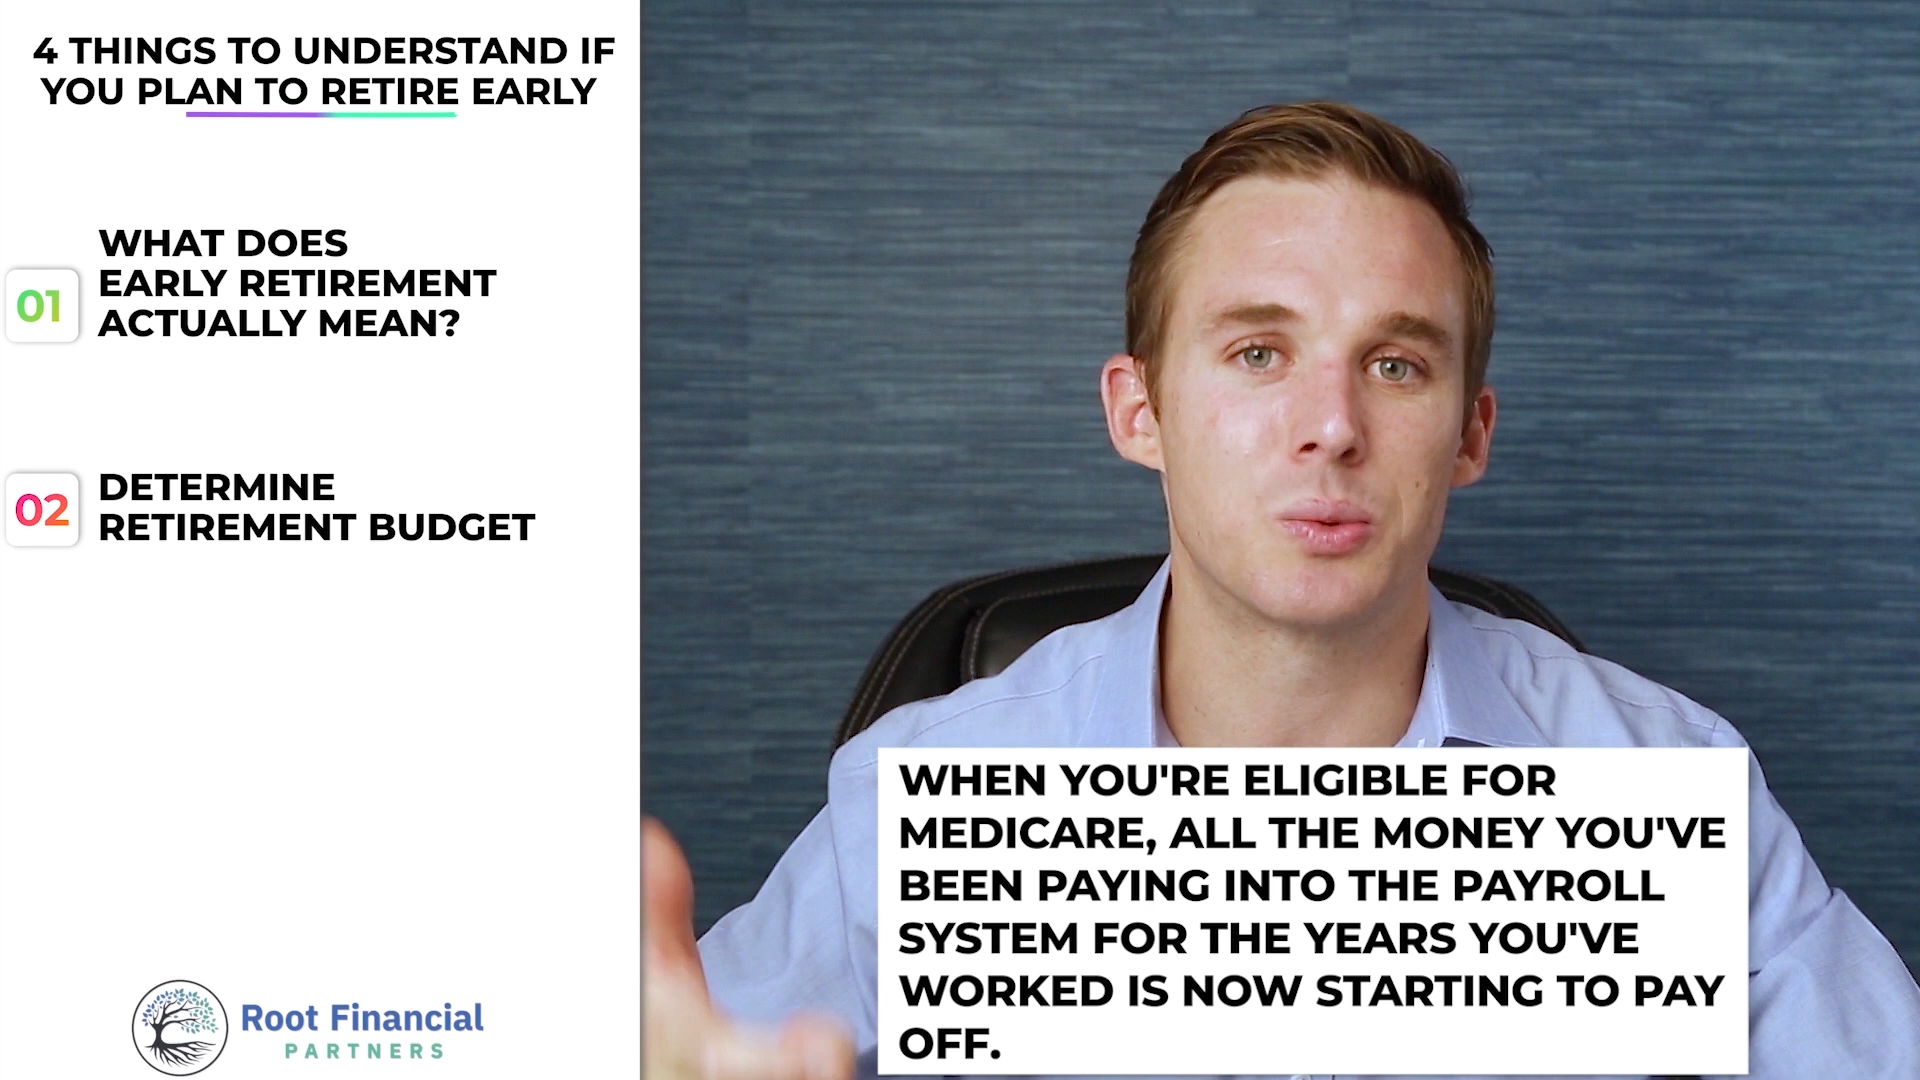 4 THINGS TO UNDERSTAND IF
YOU PLAN TO RETIRE EARLY
01
WHAT DOES
EARLY RETIREMENT
ACTUALLY MEAN?
02
DETERMINE
RETIREMENT BUDGET
Root Financial
PARTNERS
WHEN YOU'RE ELIGIBLE FOR
MEDICARE, ALL THE MONEY YOU'VE
BEEN PAYING INTO THE PAYROLL
SYSTEM FOR THE YEARS YOU'VE
WORKED IS NOW STARTING TO PAY
OFF.